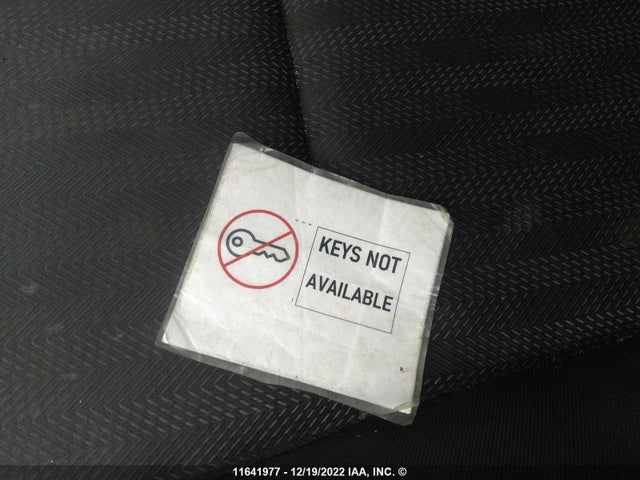 KEYS NOT
AVAILABLE
11641977 - 12/19/2022 IAA, INC. ©